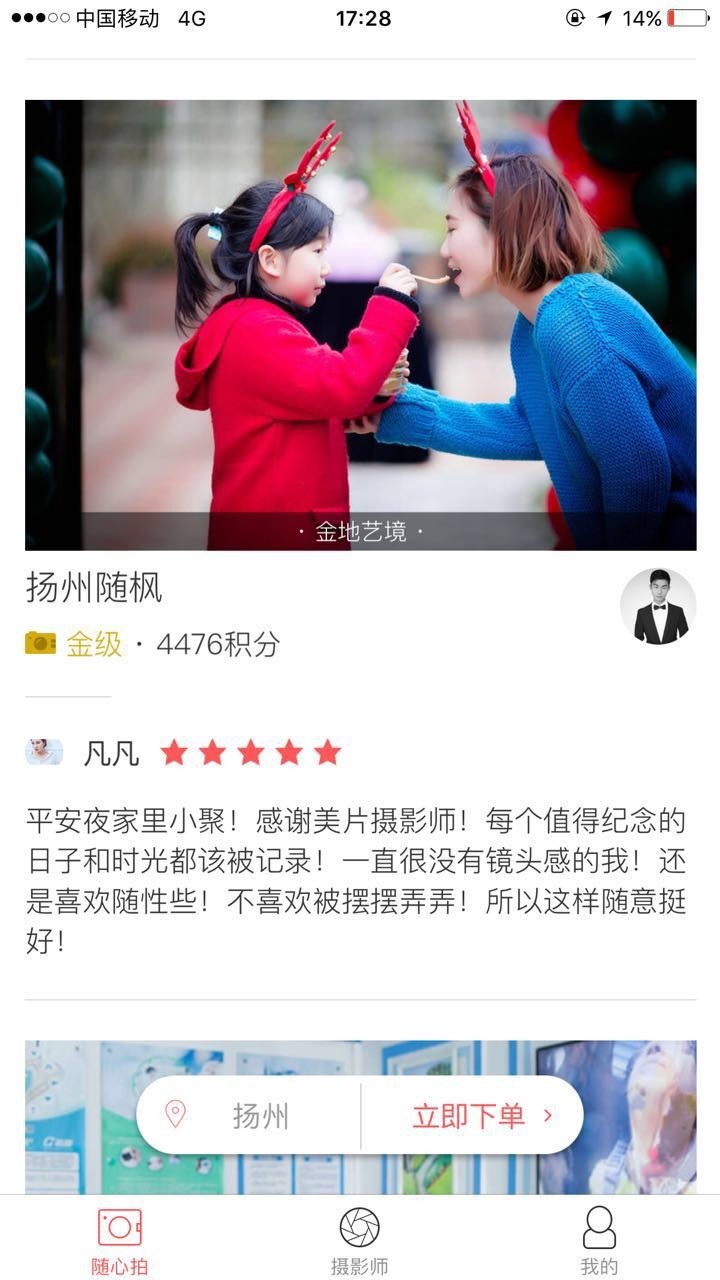 中国移动 4G 17:28 14%
· 金地艺境 ·
扬州随枫
金级 · 4476积分
凡凡
平安夜家里小聚！感谢美片摄影师！每个值得纪念的
日子和时光都该被记录！一直很没有镜头感的我！还
是喜欢随性些！不喜欢被摆摆弄弄！所以这样随意挺
好！
扬州 立即下单
随心拍 摄影师 我的